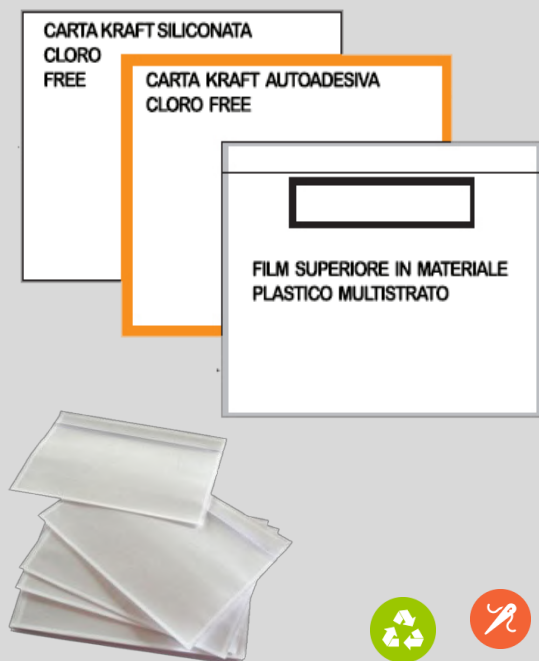 CARTA KRAFT SILICONATA
CLORO
FREE
CARTA KRAFT AUTOADESIVA
CLORO FREE
FILM SUPERIORE IN MATERIALE
PLASTICO MULTISTRATO